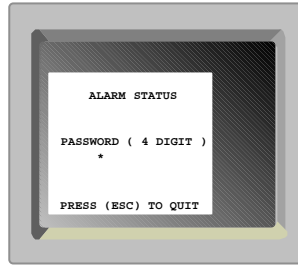 ALARM STATUS
PASSWORD ( 4 DIGIT )
*
PRESS (ESC) TO QUIT